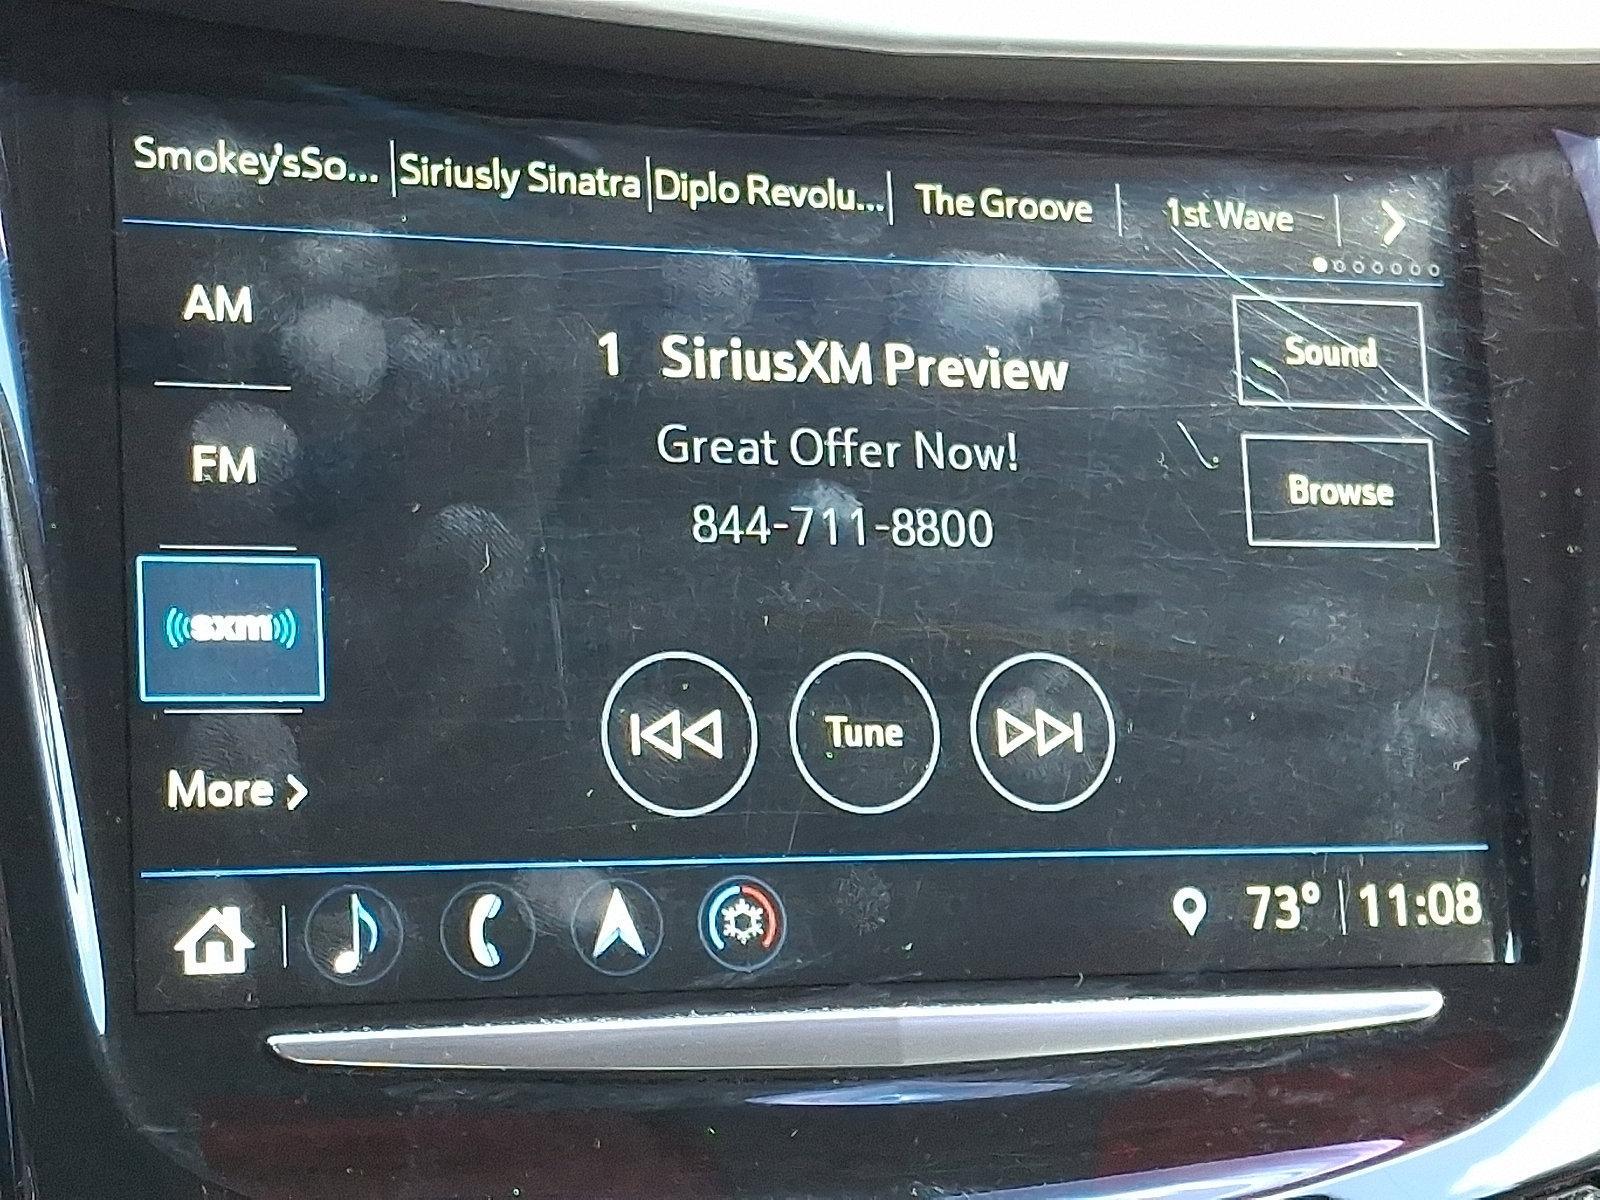 Smokey'sSo... Siriusly Sinatra Diplo Revolu... The Groove 1st Wave
AM
1 SiriusXM Preview
Sound
FM
Great Offer Now!
Browse
844-711-8800
sxm
Tune
More
73° 11:08